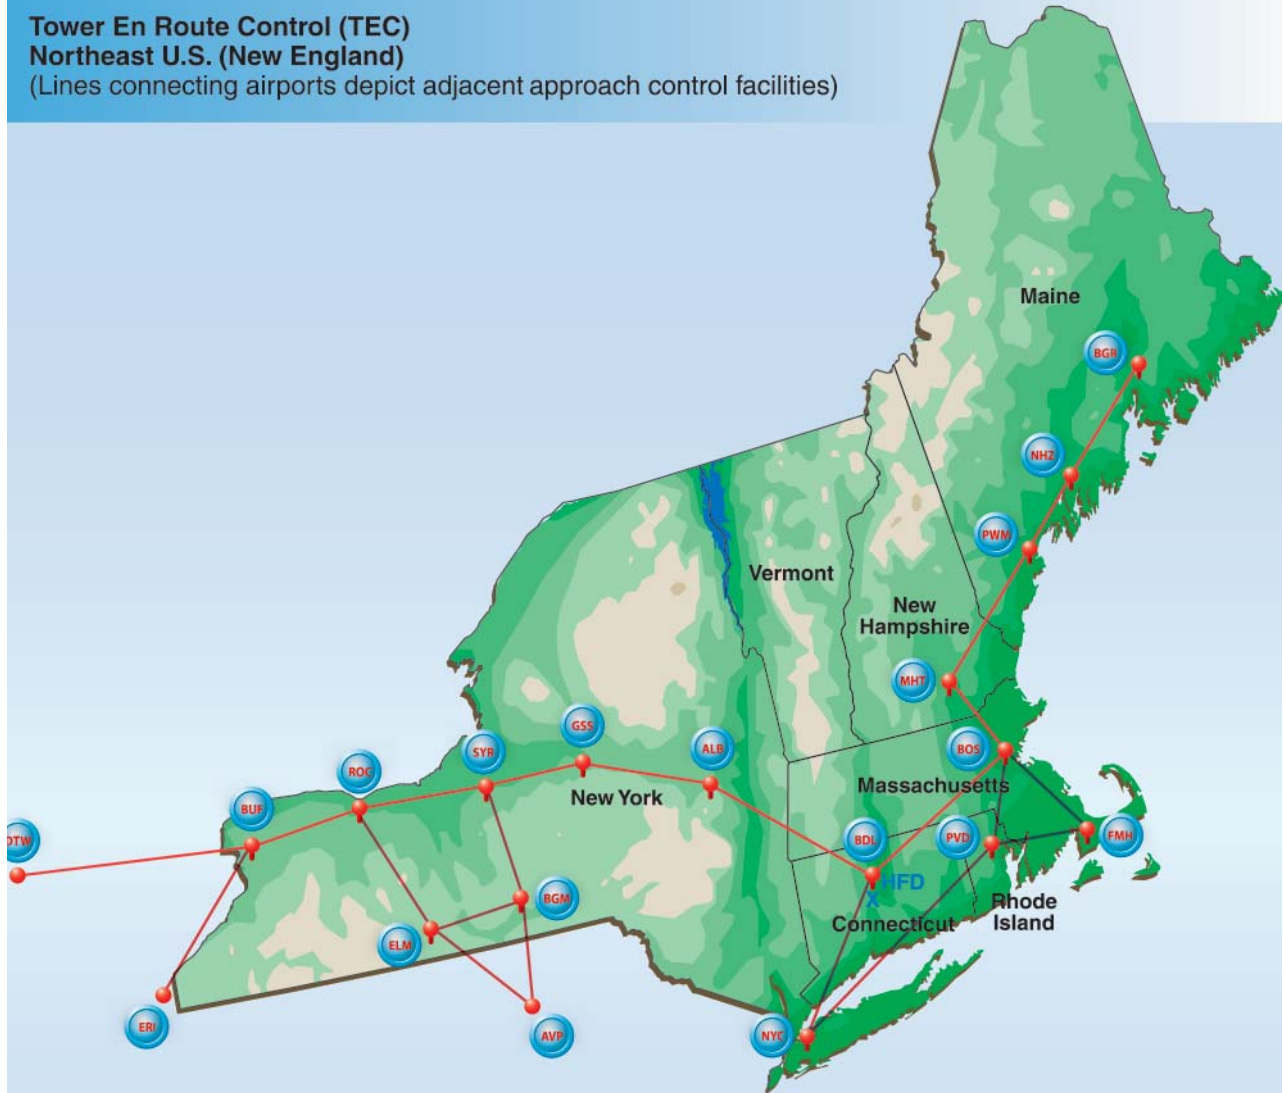 Tower En Route Control (TEC)
Northeast U.S. (New England)
(Lines connecting airports depict adjacent approach control facilities)
Maine
BGR
NHZ
PWM
Vermont
New
Hampshire
MHT
GSS
ALB
BOS
SYR
ROC
Massachusetts
New York
BUF
DTW
BDL
PVD
FMH
HFD
X
BGM
Rhode
Island
Connecticut
ELM
ERI
AVP
NYC